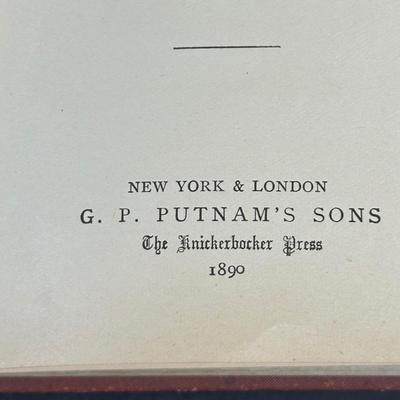 NEW YORK & LONDON
G. P. PUTNAM'S SONS
The Knickerbocker Press
1890